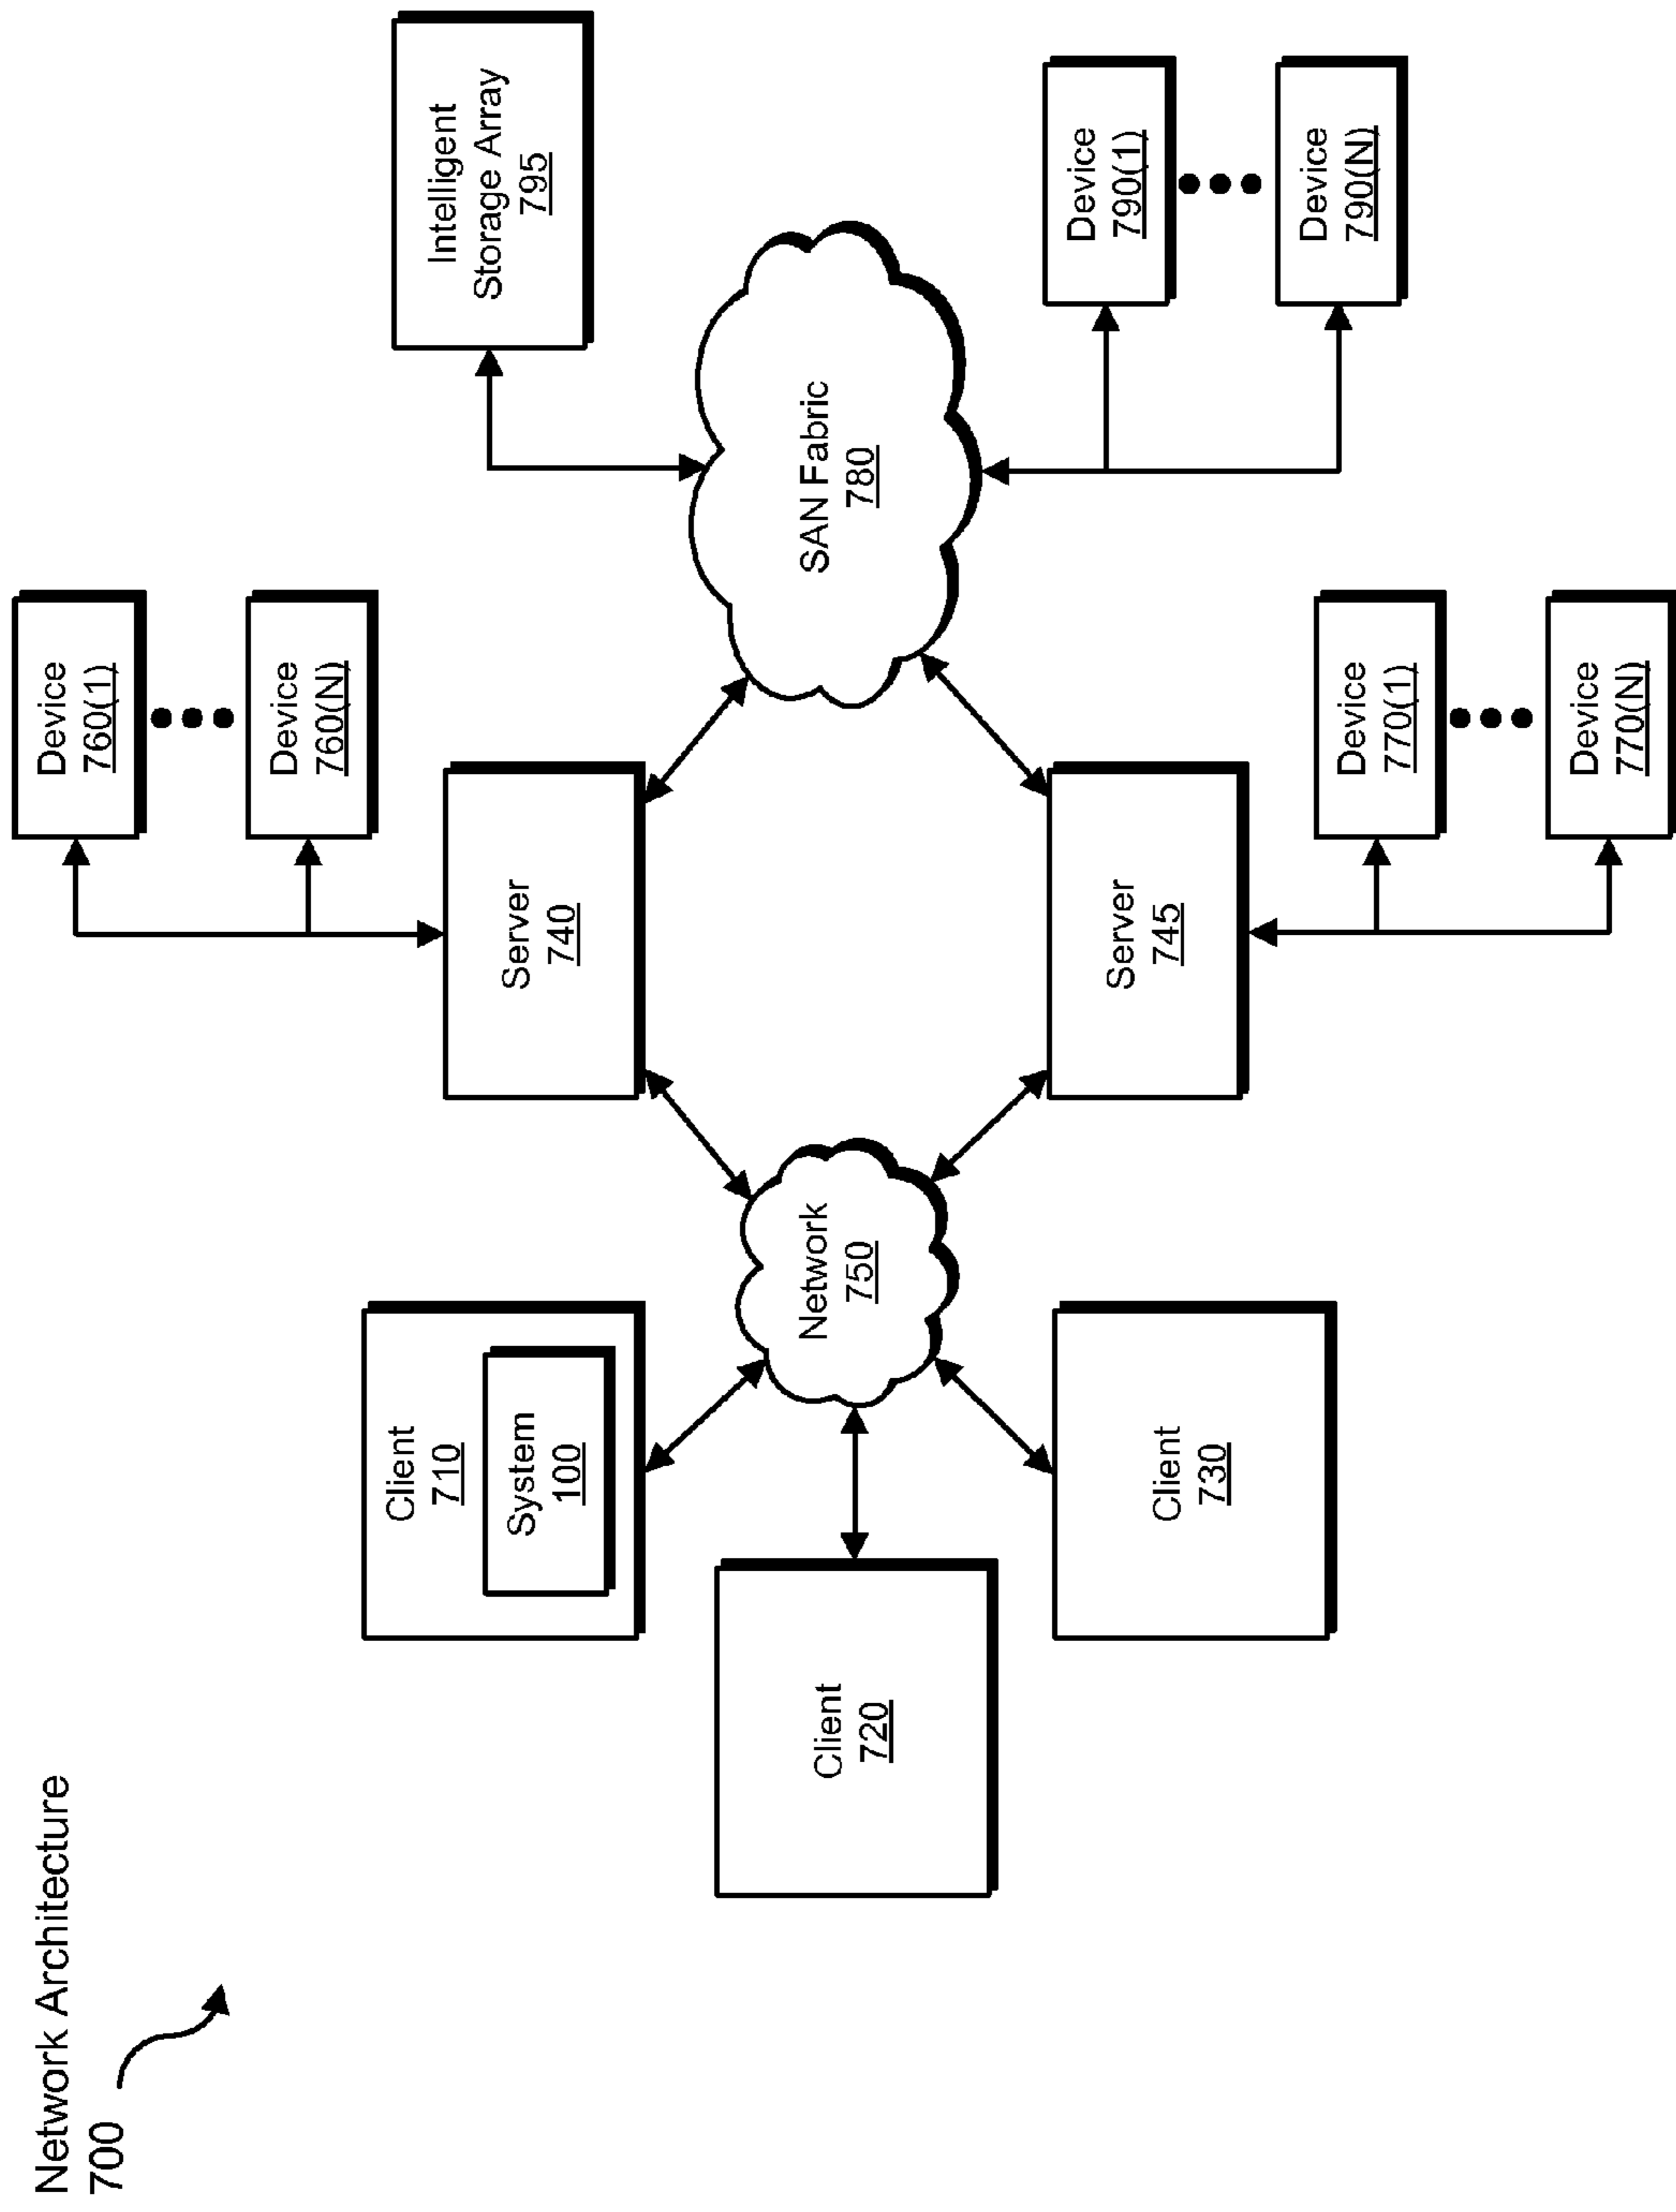 Network Architecture
700
Client
710
System
100
Client
720
Client
730
Network
750
Server
740
Server
745
Device
760(1)
Device
760(N)
Device
770(1)
Device
770(N)
SAN Fabric
780
Intelligent
Storage Array
795
Device
790(1)
Device
790(N)